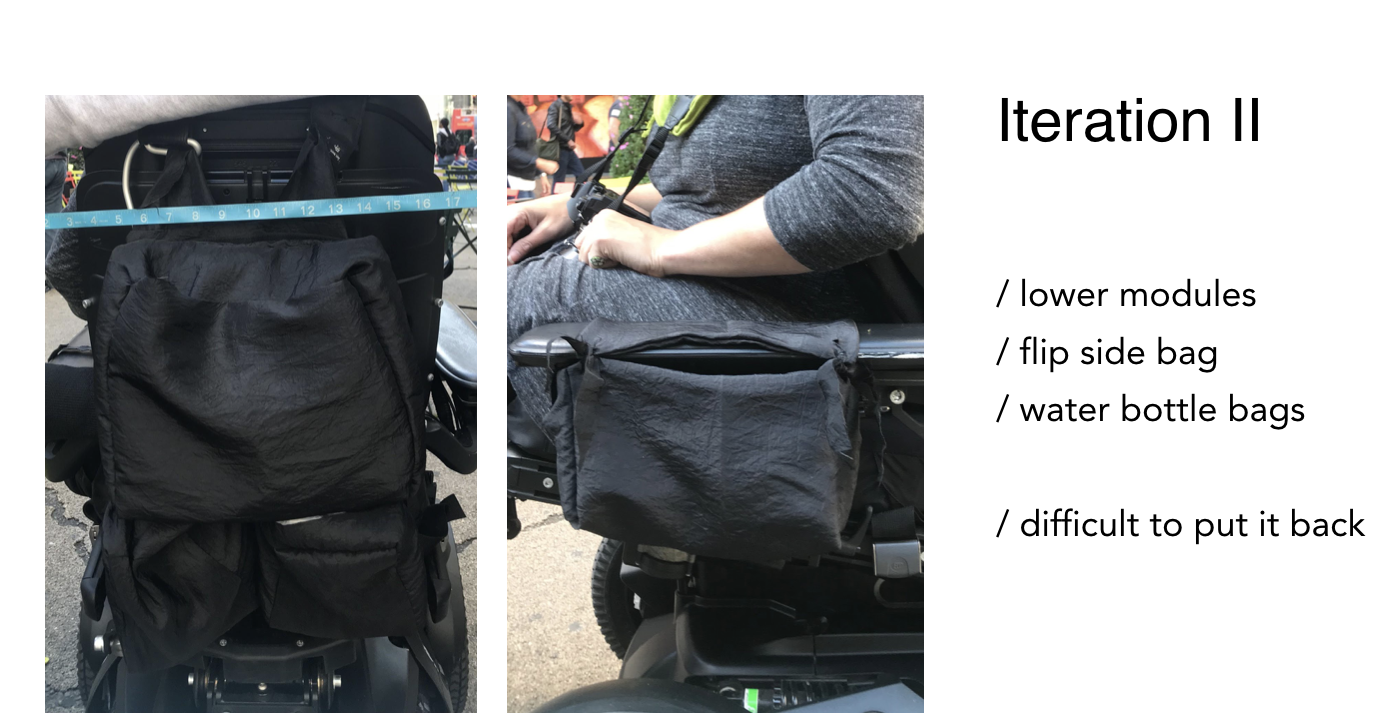 3 4 5 6 7 8 9 10 11 12 13 14 15 16 17
Iteration II
/ lower modules
/ flip side bag
/ water bottle bags
/ difficult to put it back